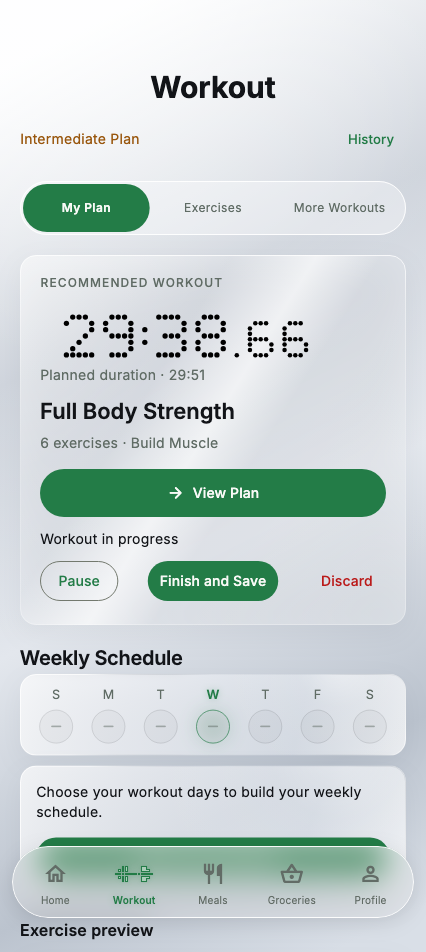 Workout
Intermediate Plan
History
My Plan
Exercises
More Workouts
RECOMMENDED WORKOUT
29:38.66
Planned duration · 29:51
Full Body Strength
6 exercises · Build Muscle
→ View Plan
Workout in progress
Pause
Finish and Save
Discard
Weekly Schedule
S M T W T F S
– – – – – – –
Choose your workout days to build your weekly
schedule.
Home
Workout
Meals
Groceries
Profile
Exercise preview